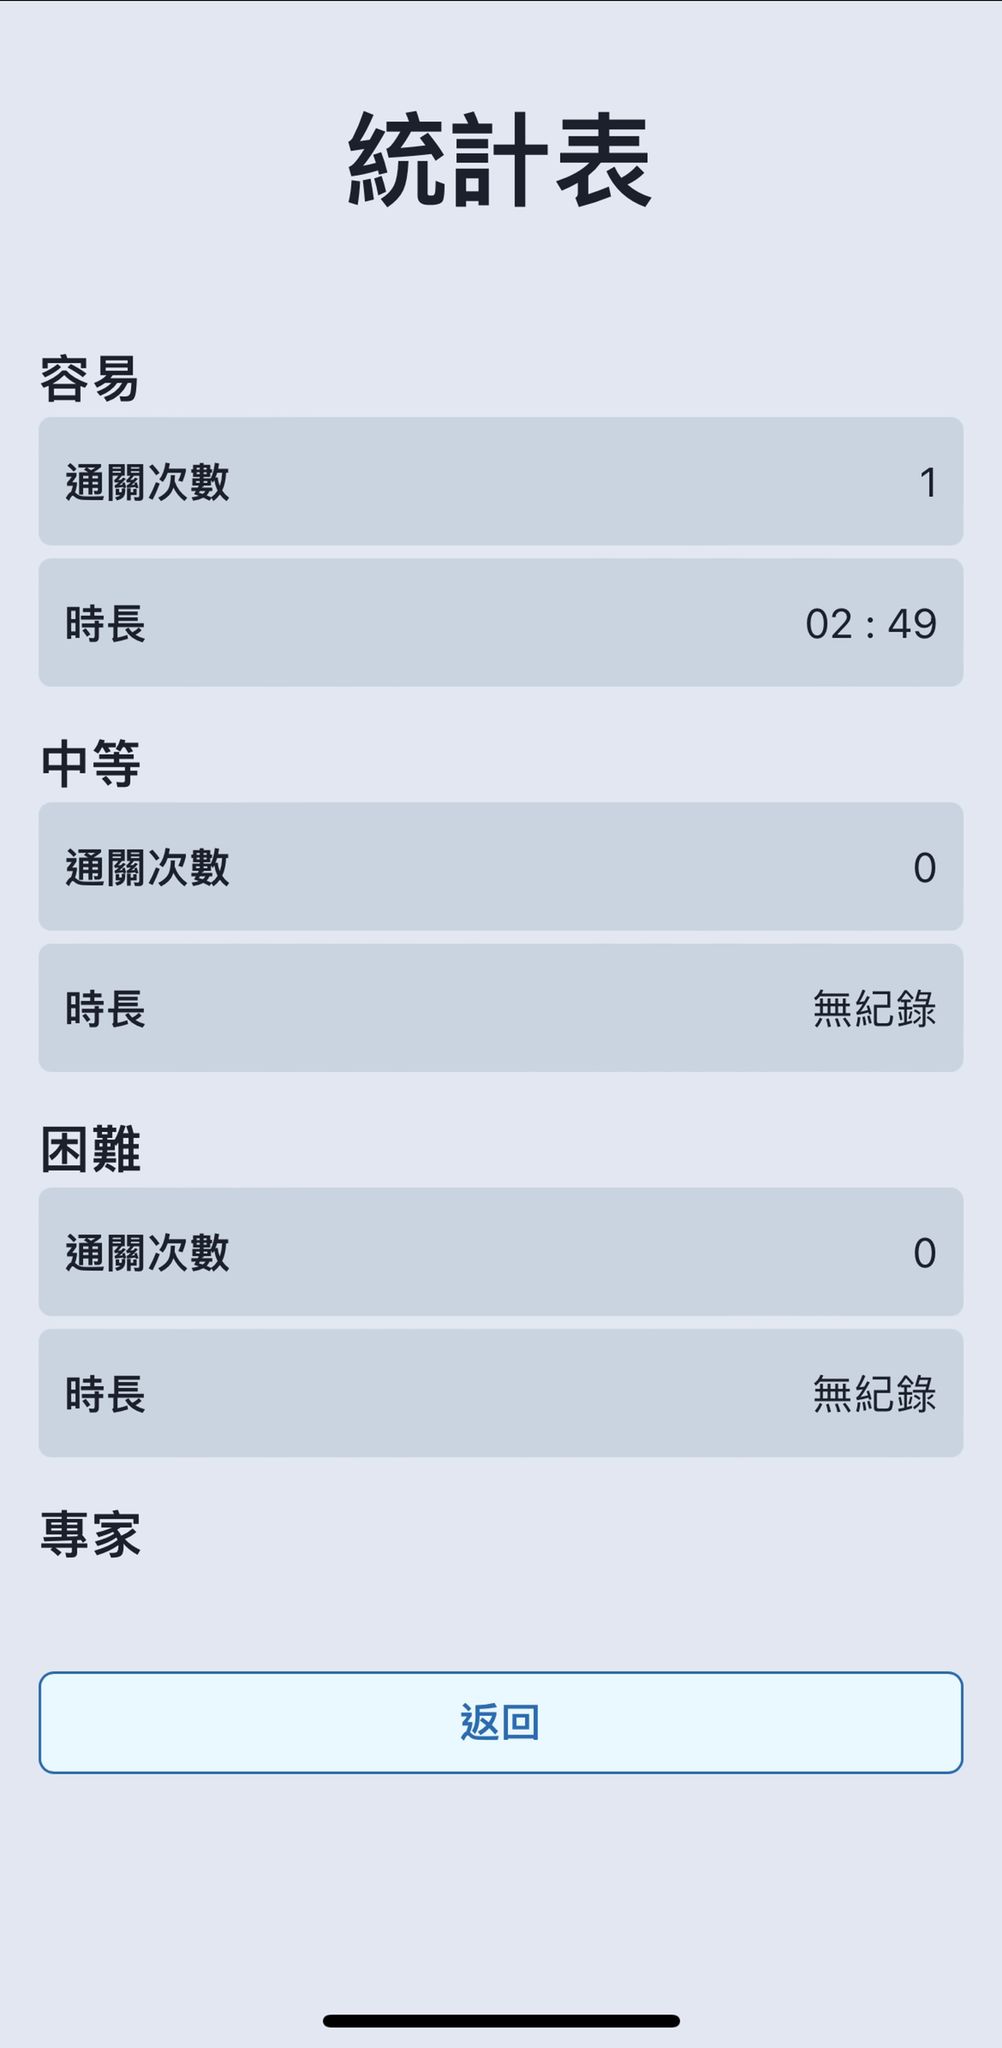 統計表
容易
通關次數 1
時長 02 : 49
中等
通關次數 0
時長 無紀錄
困難
通關次數 0
時長 無紀錄
專家
返回